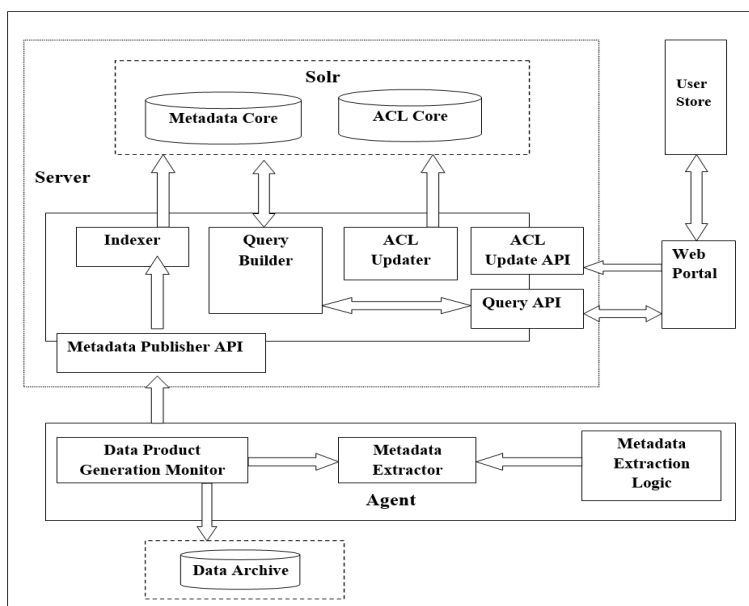 Solr
User
Store
Metadata Core
ACL Core
Server
Indexer
Query
Builder
ACL
Updater
ACL
Update API
Web
Portal
Query API
Metadata Publisher API
Data Product
Generation Monitor
Metadata
Extractor
Metadata
Extraction
Logic
Agent
Data Archive